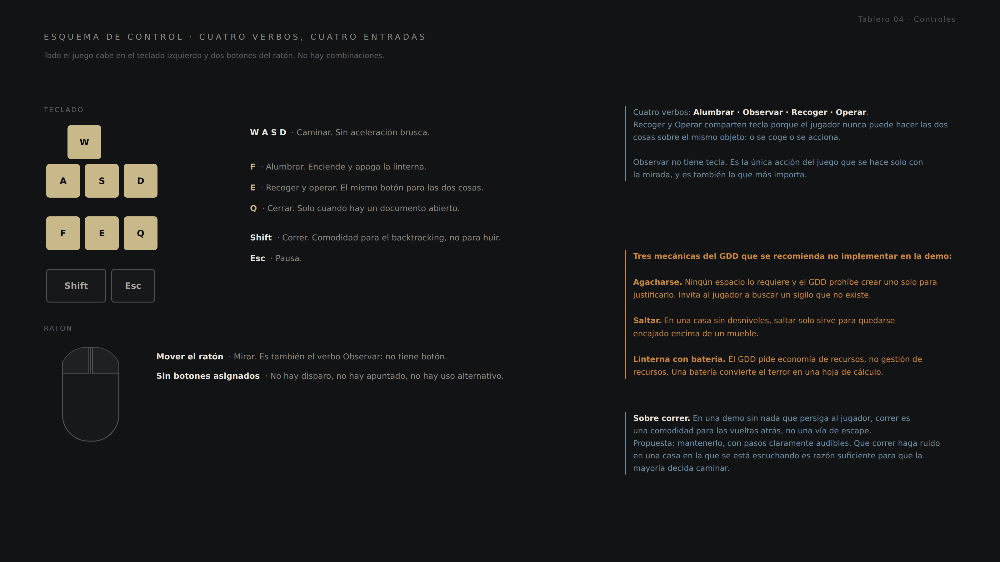 Tablero 04 · Controles
ESQUEMA DE CONTROL · CUATRO VERBOS, CUATRO ENTRADAS
Todo el juego cabe en el teclado izquierdo y dos botones del ratón. No hay combinaciones.
TECLADO
W
A S D
F E Q
Shift Esc
W A S D · Caminar. Sin aceleración brusca.
F · Alumbrar. Enciende y apaga la linterna.
E · Recoger y operar. El mismo botón para las dos cosas.
Q · Cerrar. Solo cuando hay un documento abierto.
Shift · Correr. Comodidad para el backtracking, no para huir.
Esc · Pausa.
RATÓN
Mover el ratón · Mirar. Es también el verbo Observar: no tiene botón.
Sin botones asignados · No hay disparo, no hay apuntado, no hay uso alternativo.
Cuatro verbos: Alumbrar · Observar · Recoger · Operar.
Recoger y Operar comparten tecla porque el jugador nunca puede hacer las dos
cosas sobre el mismo objeto: o se coge o se acciona.
Observar no tiene tecla. Es la única acción del juego que se hace solo con
la mirada, y es también la que más importa.
Tres mecánicas del GDD que se recomienda no implementar en la demo:
Agacharse. Ningún espacio lo requiere y el GDD prohíbe crear uno solo para
justificarlo. Invita al jugador a buscar un sigilo que no existe.
Saltar. En una casa sin desniveles, saltar solo sirve para quedarse
encajado encima de un mueble.
Linterna con batería. El GDD pide economía de recursos, no gestión de
recursos. Una batería convierte el terror en una hoja de cálculo.
Sobre correr. En una demo sin nada que persiga al jugador, correr es
una comodidad para las vueltas atrás, no una vía de escape.
Propuesta: mantenerlo, con pasos claramente audibles. Que correr haga ruido
en una casa en la que se está escuchando es razón suficiente para que la
mayoría decida caminar.